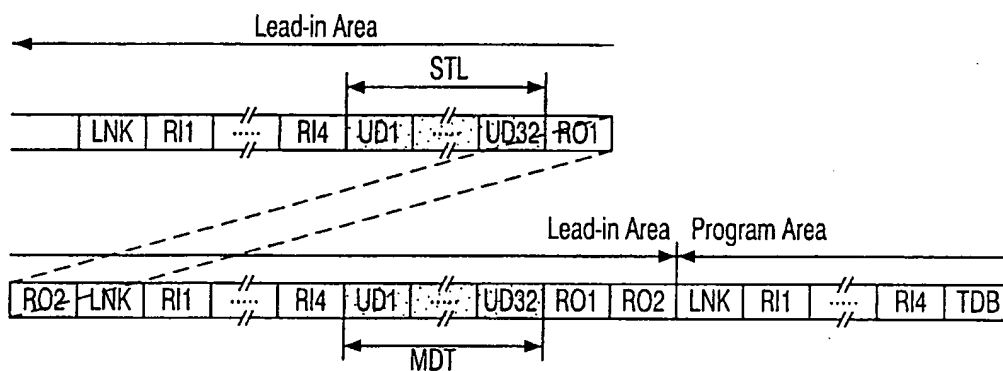 Lead-in Area
STL
LNK RI1 ..... RI4 UD1 ..... UD32 RO1
Lead-in Area Program Area
RO2 LNK RI1 ..... RI4 UD1 ..... UD32 RO1 RO2 LNK RI1 ..... RI4 TDB
MDT